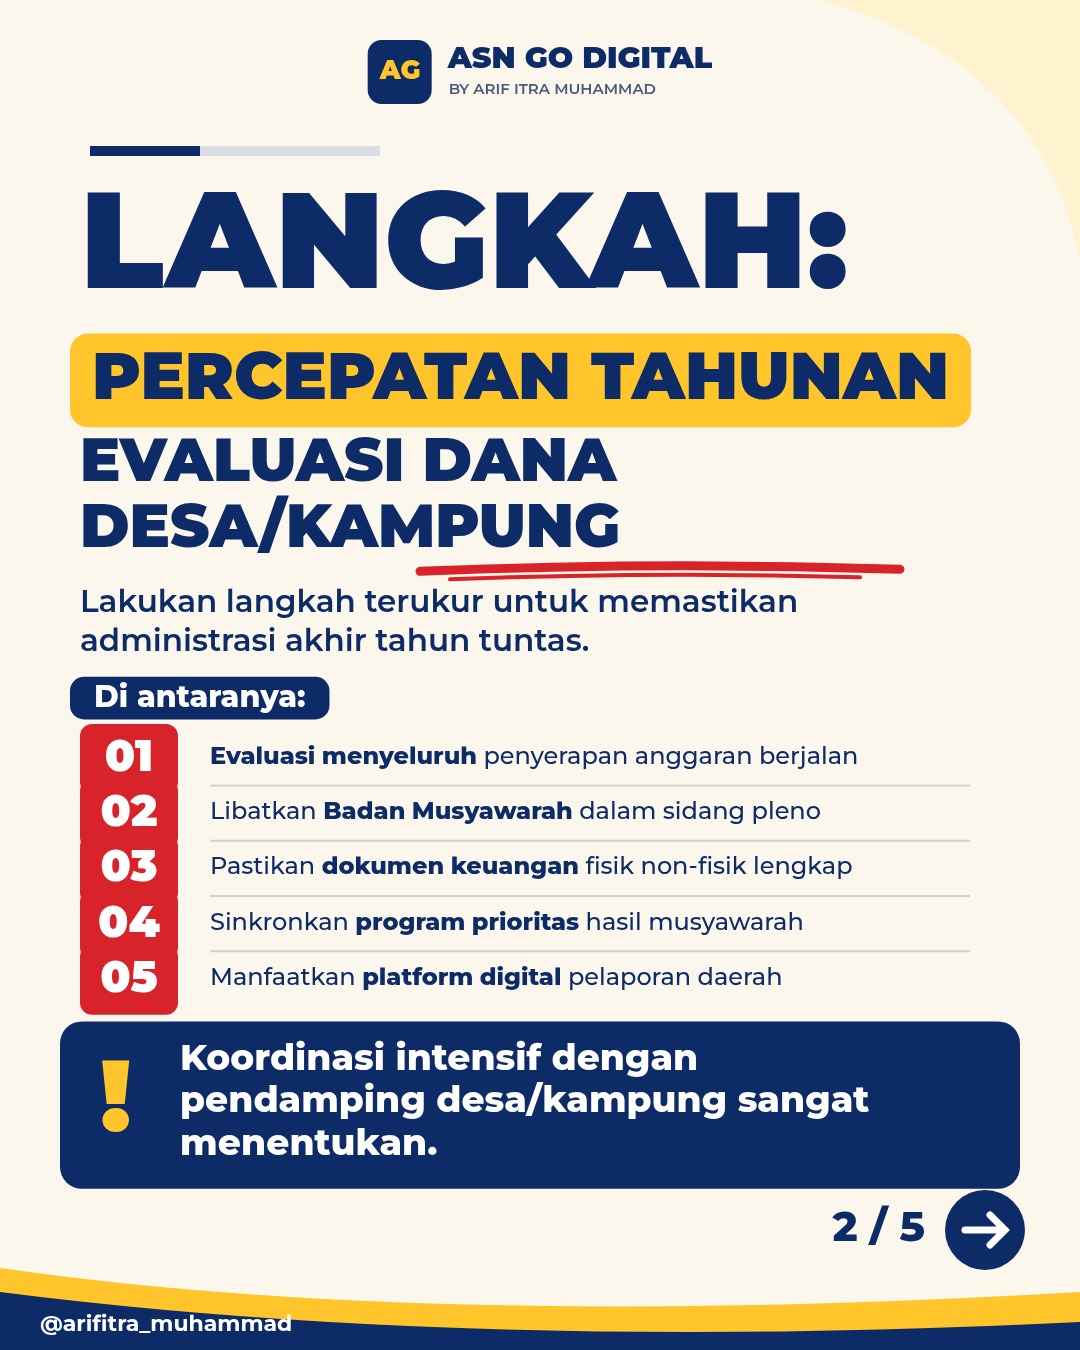 AG
ASN GO DIGITAL
BY ARIF ITRA MUHAMMAD
LANGKAH:
PERCEPATAN TAHUNAN
EVALUASI DANA
DESA/KAMPUNG
Lakukan langkah terukur untuk memastikan
administrasi akhir tahun tuntas.
Di antaranya:
01 Evaluasi menyeluruh penyerapan anggaran berjalan
02 Libatkan Badan Musyawarah dalam sidang pleno
03 Pastikan dokumen keuangan fisik non-fisik lengkap
04 Sinkronkan program prioritas hasil musyawarah
05 Manfaatkan platform digital pelaporan daerah
! Koordinasi intensif dengan
pendamping desa/kampung sangat
menentukan.
2 / 5
@arifitra_muhammad